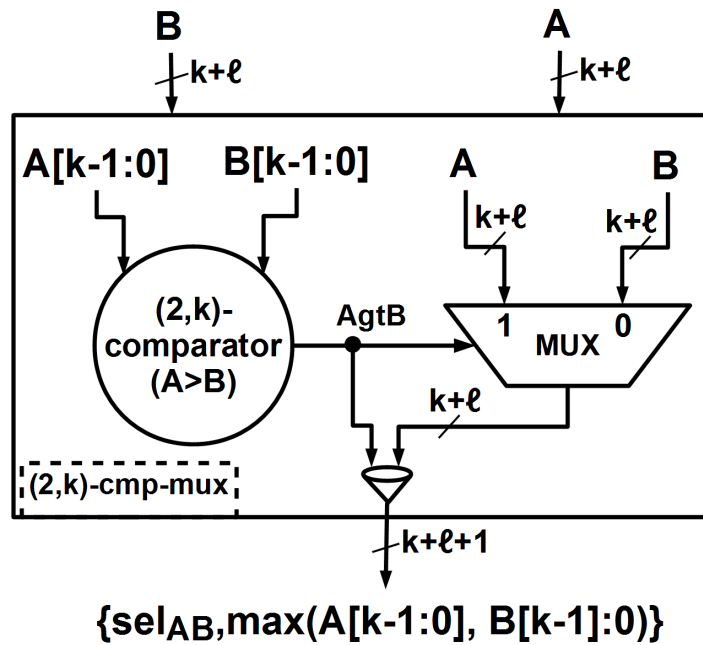 B
A
k+ℓ
k+ℓ
A[k-1:0]
B[k-1:0]
A
B
k+ℓ
k+ℓ
(2,k)-
comparator
(A>B)
AgtB
1
0
MUX
k+ℓ
(2,k)-cmp-mux
k+ℓ+1
{selAB,max(A[k-1:0], B[k-1]:0)}